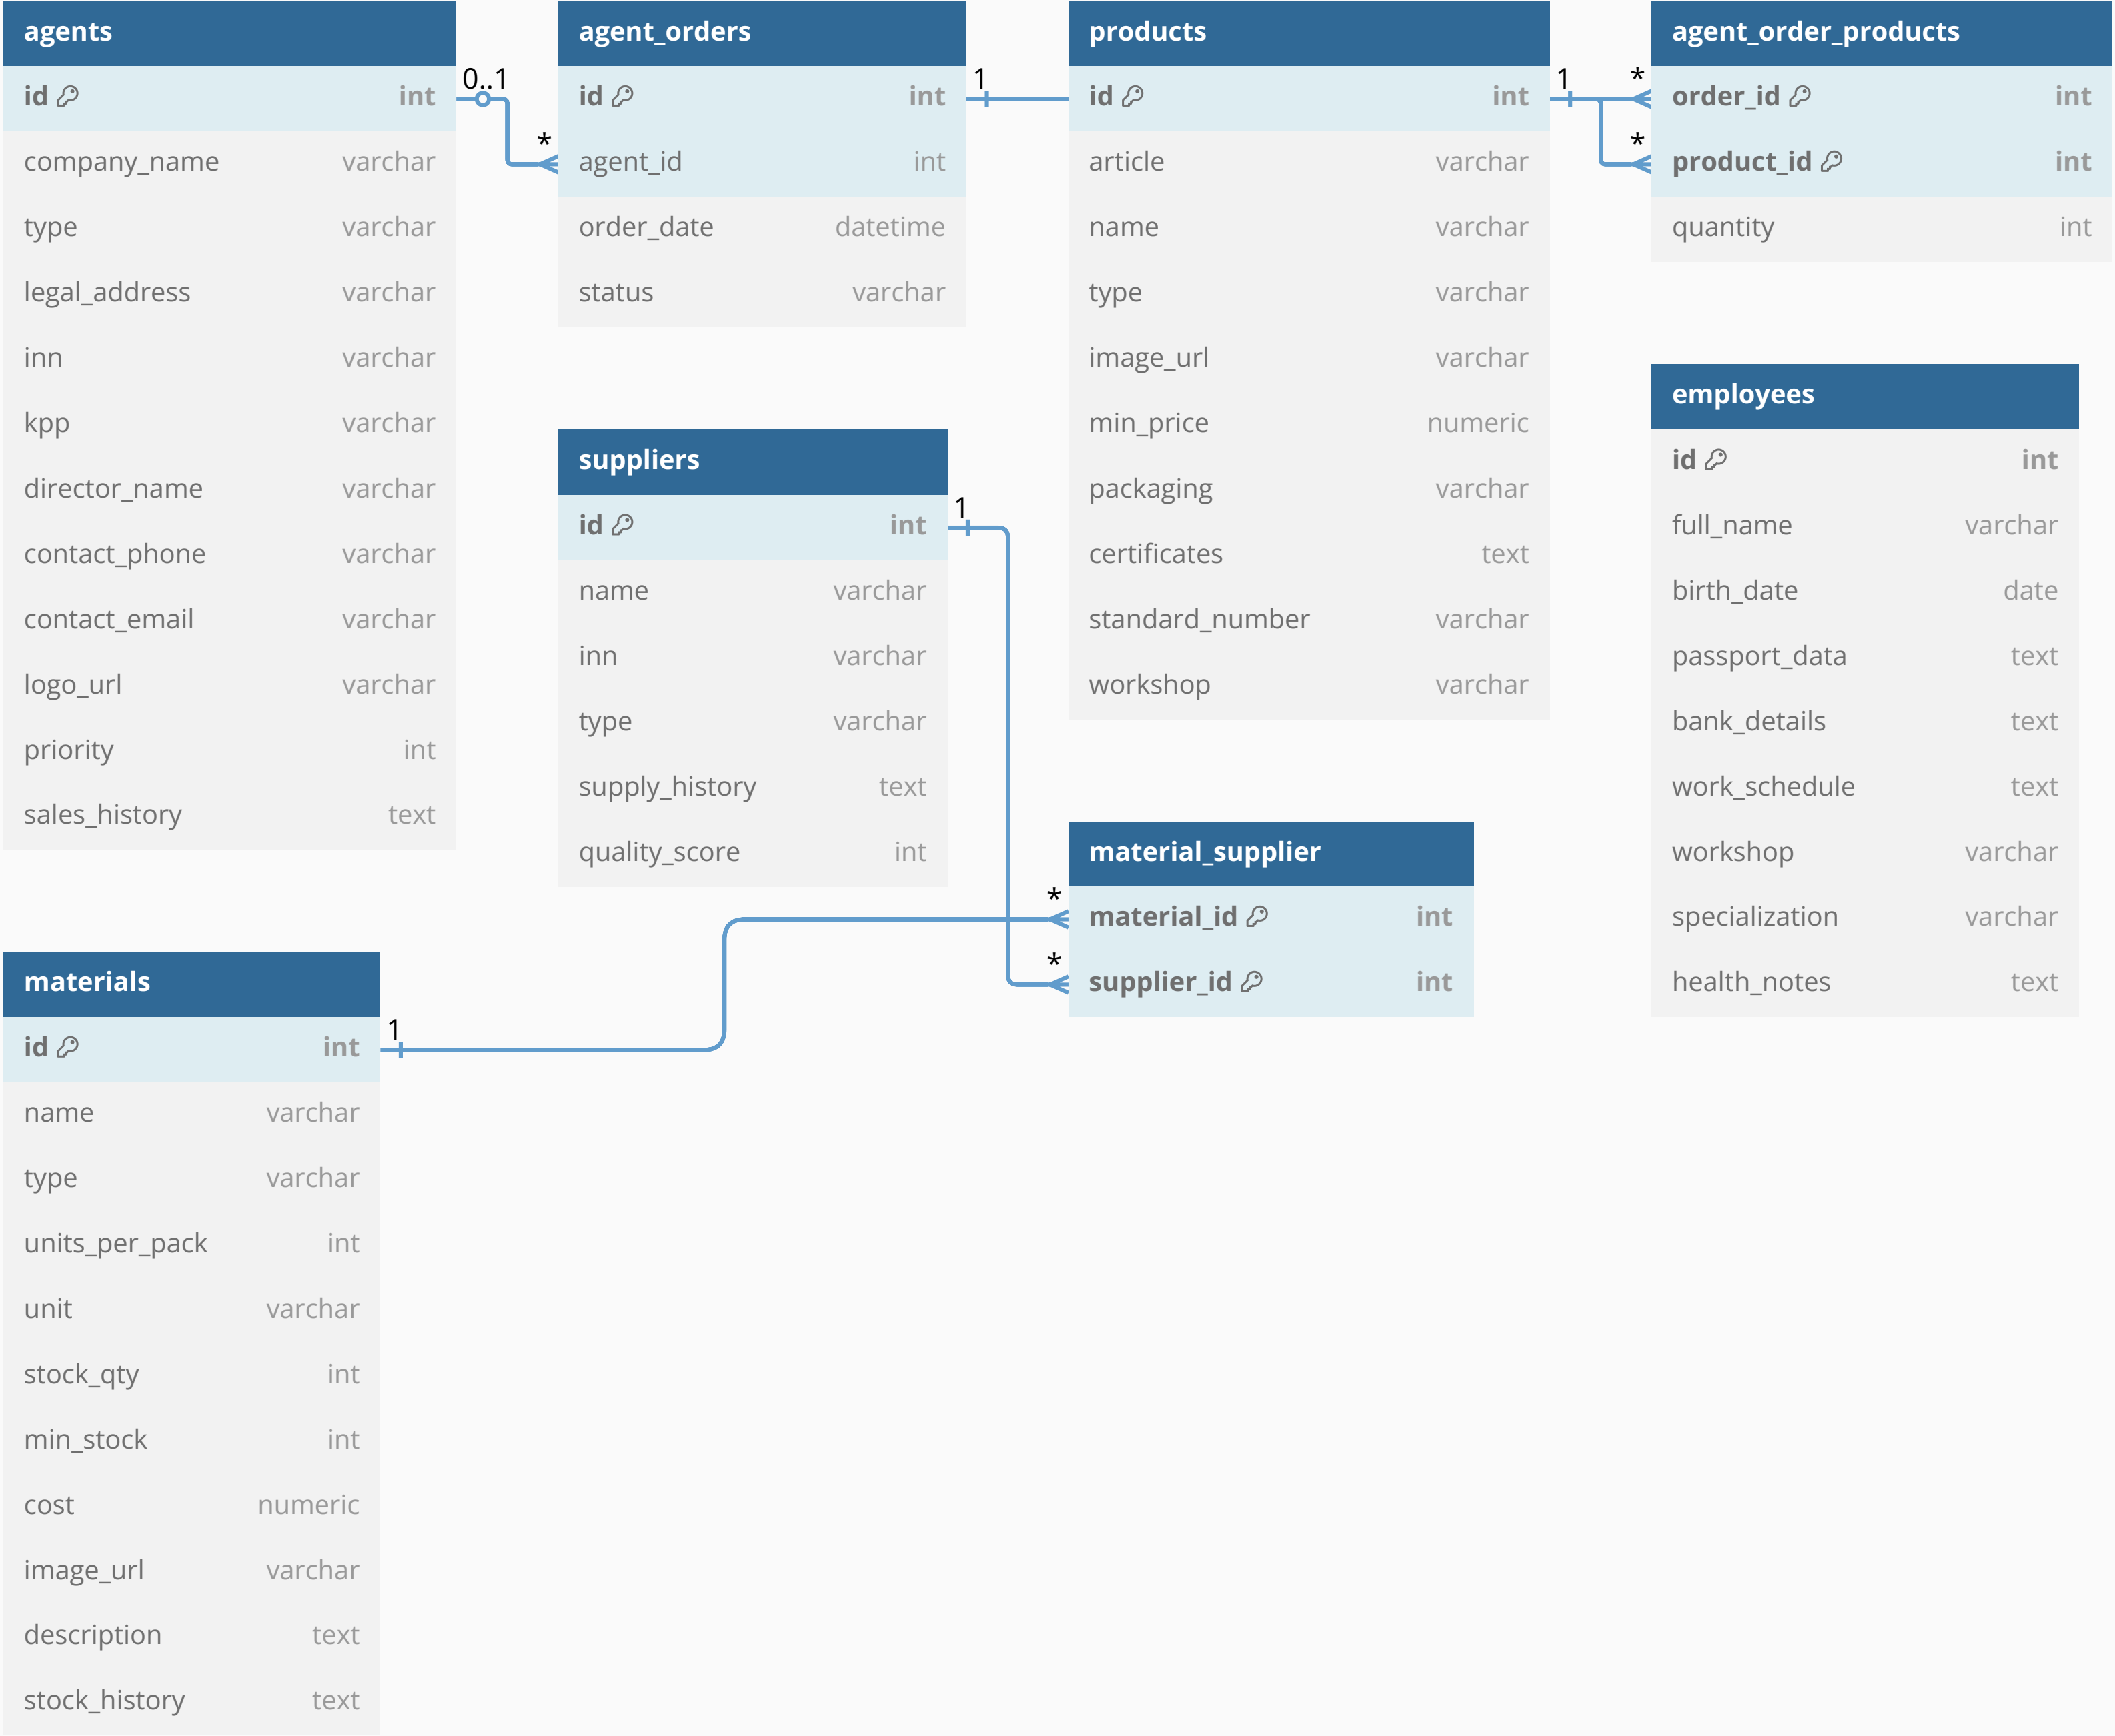 agents
id int
company_name varchar
type varchar
legal_address varchar
inn varchar
kpp varchar
director_name varchar
contact_phone varchar
contact_email varchar
logo_url varchar
priority int
sales_history text
0..1
*
agent_orders
id int
agent_id int
order_date datetime
status varchar
1
products
id int
article varchar
name varchar
type varchar
image_url varchar
min_price numeric
packaging varchar
certificates text
standard_number varchar
workshop varchar
1
*
*
agent_order_products
order_id int
product_id int
quantity int
suppliers
id int
name varchar
inn varchar
type varchar
supply_history text
quality_score int
1
employees
id int
full_name varchar
birth_date date
passport_data text
bank_details text
work_schedule text
workshop varchar
specialization varchar
health_notes text
*
*
material_supplier
material_id int
supplier_id int
materials
id int
name varchar
type varchar
units_per_pack int
unit varchar
stock_qty int
min_stock int
cost numeric
image_url varchar
description text
stock_history text
1